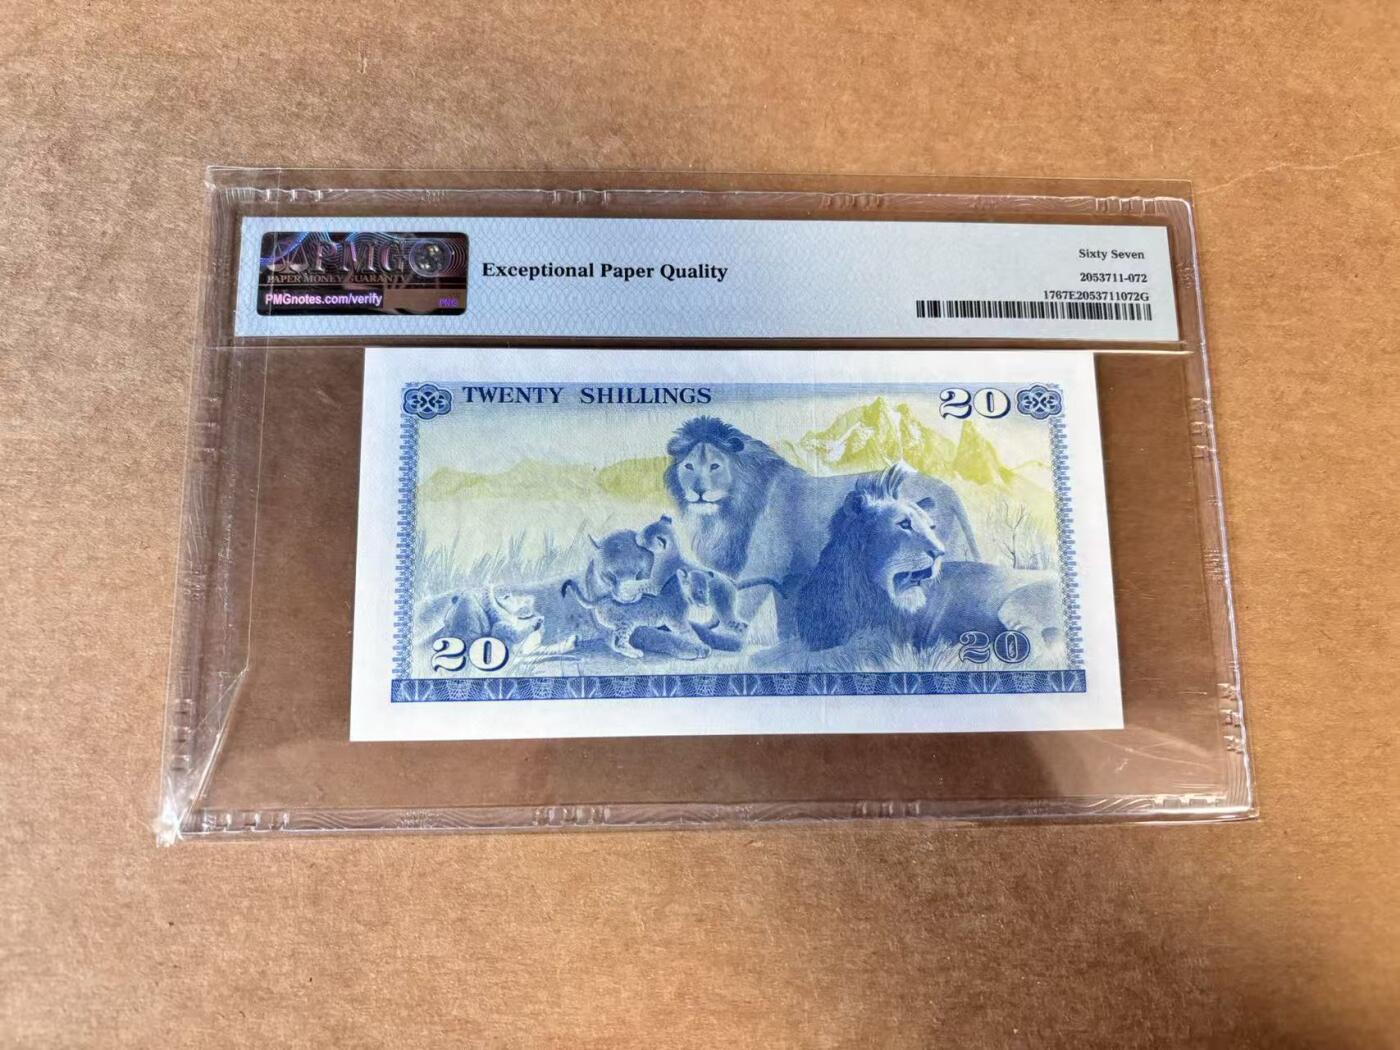 PMG
PAPER MONEY GUARANTY
PMGnotes.com/verify
PMG
Exceptional Paper Quality
Sixty Seven
2053711-072
1767E2053711072G
TWENTY SHILLINGS
20
20
20